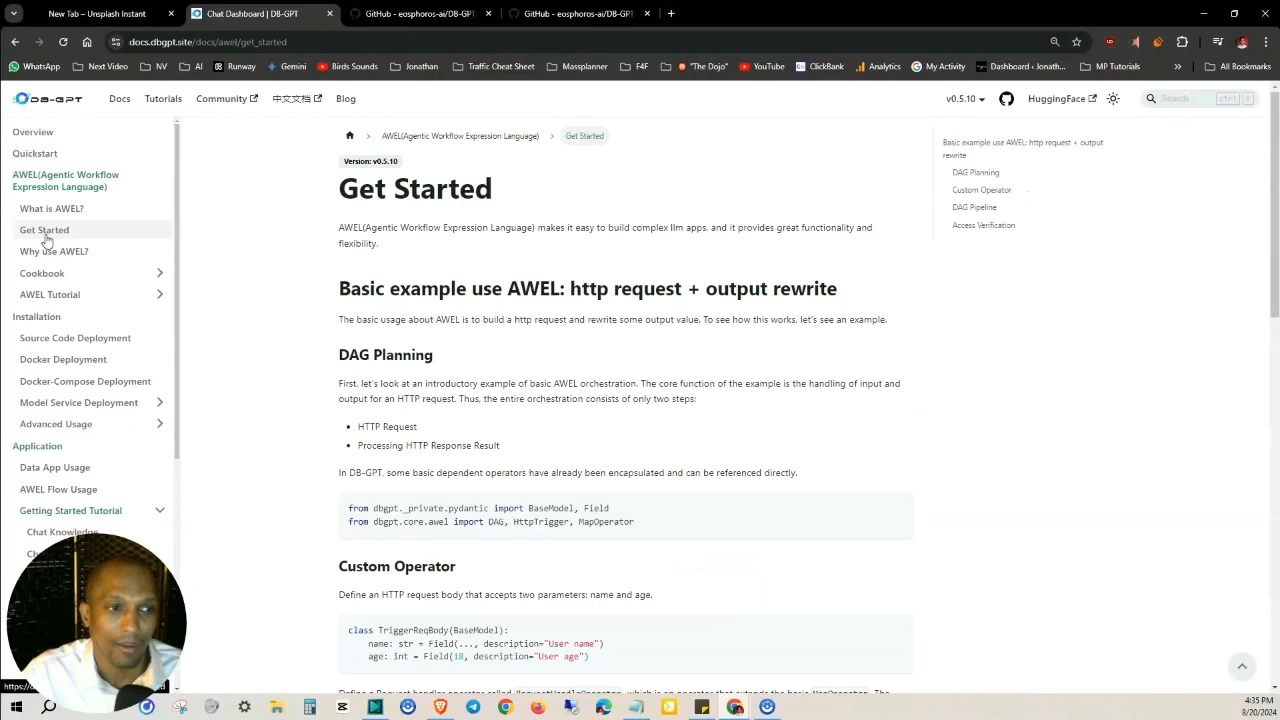 New Tab – Unsplash Instant
Chat Dashboard | DB-GPT
GitHub - eosphoros-ai/DB-GPT
GitHub - eosphoros-ai/DB-GPT
docs.dbgpt.site/docs/awel/get_started
WhatsApp
Next Video
NV
AI
Runway
Gemini
Birds Sounds
Jonathan
Traffic Cheat Sheet
Massplanner
F4F
"The Dojo"
YouTube
ClickBank
Analytics
My Activity
Dashboard ‹ Jonath...
MP Tutorials
»
All Bookmarks
DB-GPT
Docs
Tutorials
Community
中文文档
Blog
v0.5.10
HuggingFace
Search
ctrl K
Overview
Quickstart
AWEL(Agentic Workflow
Expression Language)
What is AWEL?
Get Started
Why use AWEL?
Cookbook
AWEL Tutorial
Installation
Source Code Deployment
Docker Deployment
Docker-Compose Deployment
Model Service Deployment
Advanced Usage
Application
Data App Usage
AWEL Flow Usage
Getting Started Tutorial
Chat Knowledge
AWEL(Agentic Workflow Expression Language)
Get Started
Version: v0.5.10
Get Started
AWEL(Agentic Workflow Expression Language) makes it easy to build complex llm apps, and it provides great functionality and
flexibility.
Basic example use AWEL: http request + output rewrite
The basic usage about AWEL is to build a http request and rewrite some output value. To see how this works, let's see an example.
DAG Planning
First, let's look at an introductory example of basic AWEL orchestration. The core function of the example is the handling of input and
output for an HTTP request. Thus, the entire orchestration consists of only two steps:
• HTTP Request
• Processing HTTP Response Result
In DB-GPT, some basic dependent operators have already been encapsulated and can be referenced directly.
from dbgpt._private.pydantic import BaseModel, Field
from dbgpt.core.awel import DAG, HttpTrigger, MapOperator
Custom Operator
Define an HTTP request body that accepts two parameters: name and age.
class TriggerReqBody(BaseModel):
name: str = Field(..., description="User name")
age: int = Field(18, description="User age")
Basic example use AWEL: http request + output
rewrite
DAG Planning
Custom Operator
DAG Pipeline
Access Verification
4:35 PM
8/20/2024